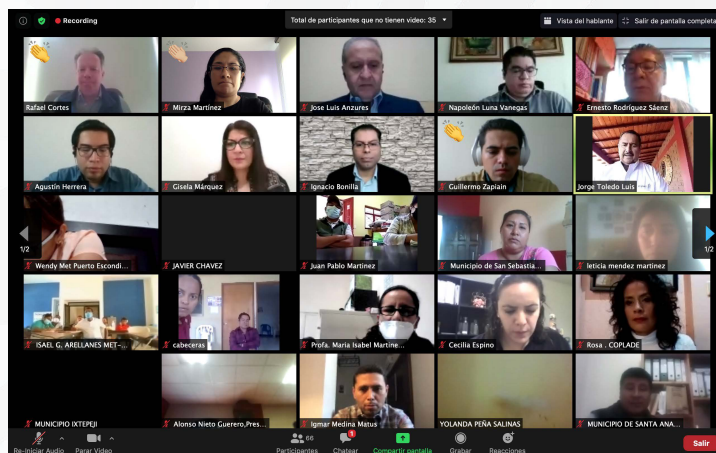 Recording
Total de participantes que no tienen video: 35
Vista del hablante
Salir de pantalla completa
Rafael Cortes
Mirza Martínez
Jose Luis Anzures
Napoleón Luna Vanegas
Ernesto Rodríguez Sáenz
Agustín Herrera
Gisela Márquez
Ignacio Bonilla
Guillermo Zapiain
Jorge Toledo Luis
1/2
1/2
Wendy Met Puerto Escondi...
JAVIER CHAVEZ
Juan Pablo Martinez
Municipio de San Sebastia...
leticia mendez martinez
ISAEL G. ARELLANES MET-...
cabeceras
Profa. Maria Isabel Martine...
Cecilia Espino
Rosa . COPLADE
MUNICIPIO IXTEPEJI
Alonso Nieto Guerero,Pres...
Igmar Medina Matus
YOLANDA PEÑA SALINAS
MUNICIPIO DE SANTA ANA...
66
1
Re-Iniciar Audio
Parar Video
Participantes
Chatear
Compartir pantalla
Grabar
Reacciones
Salir